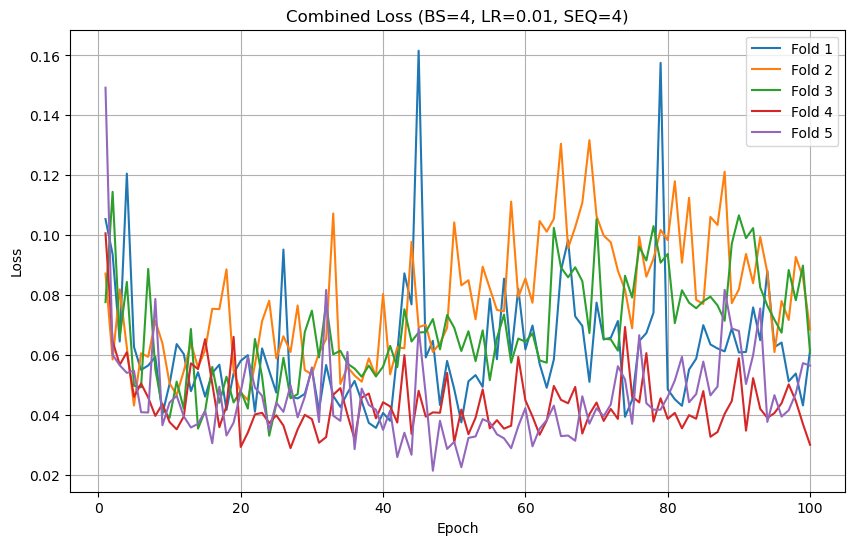 Combined Loss (BS=4, LR=0.01, SEQ=4)
Fold 1
Fold 2
Fold 3
Fold 4
Fold 5
Loss
0.16
0.14
0.12
0.10
0.08
0.06
0.04
0.02
0 20 40 60 80 100
Epoch